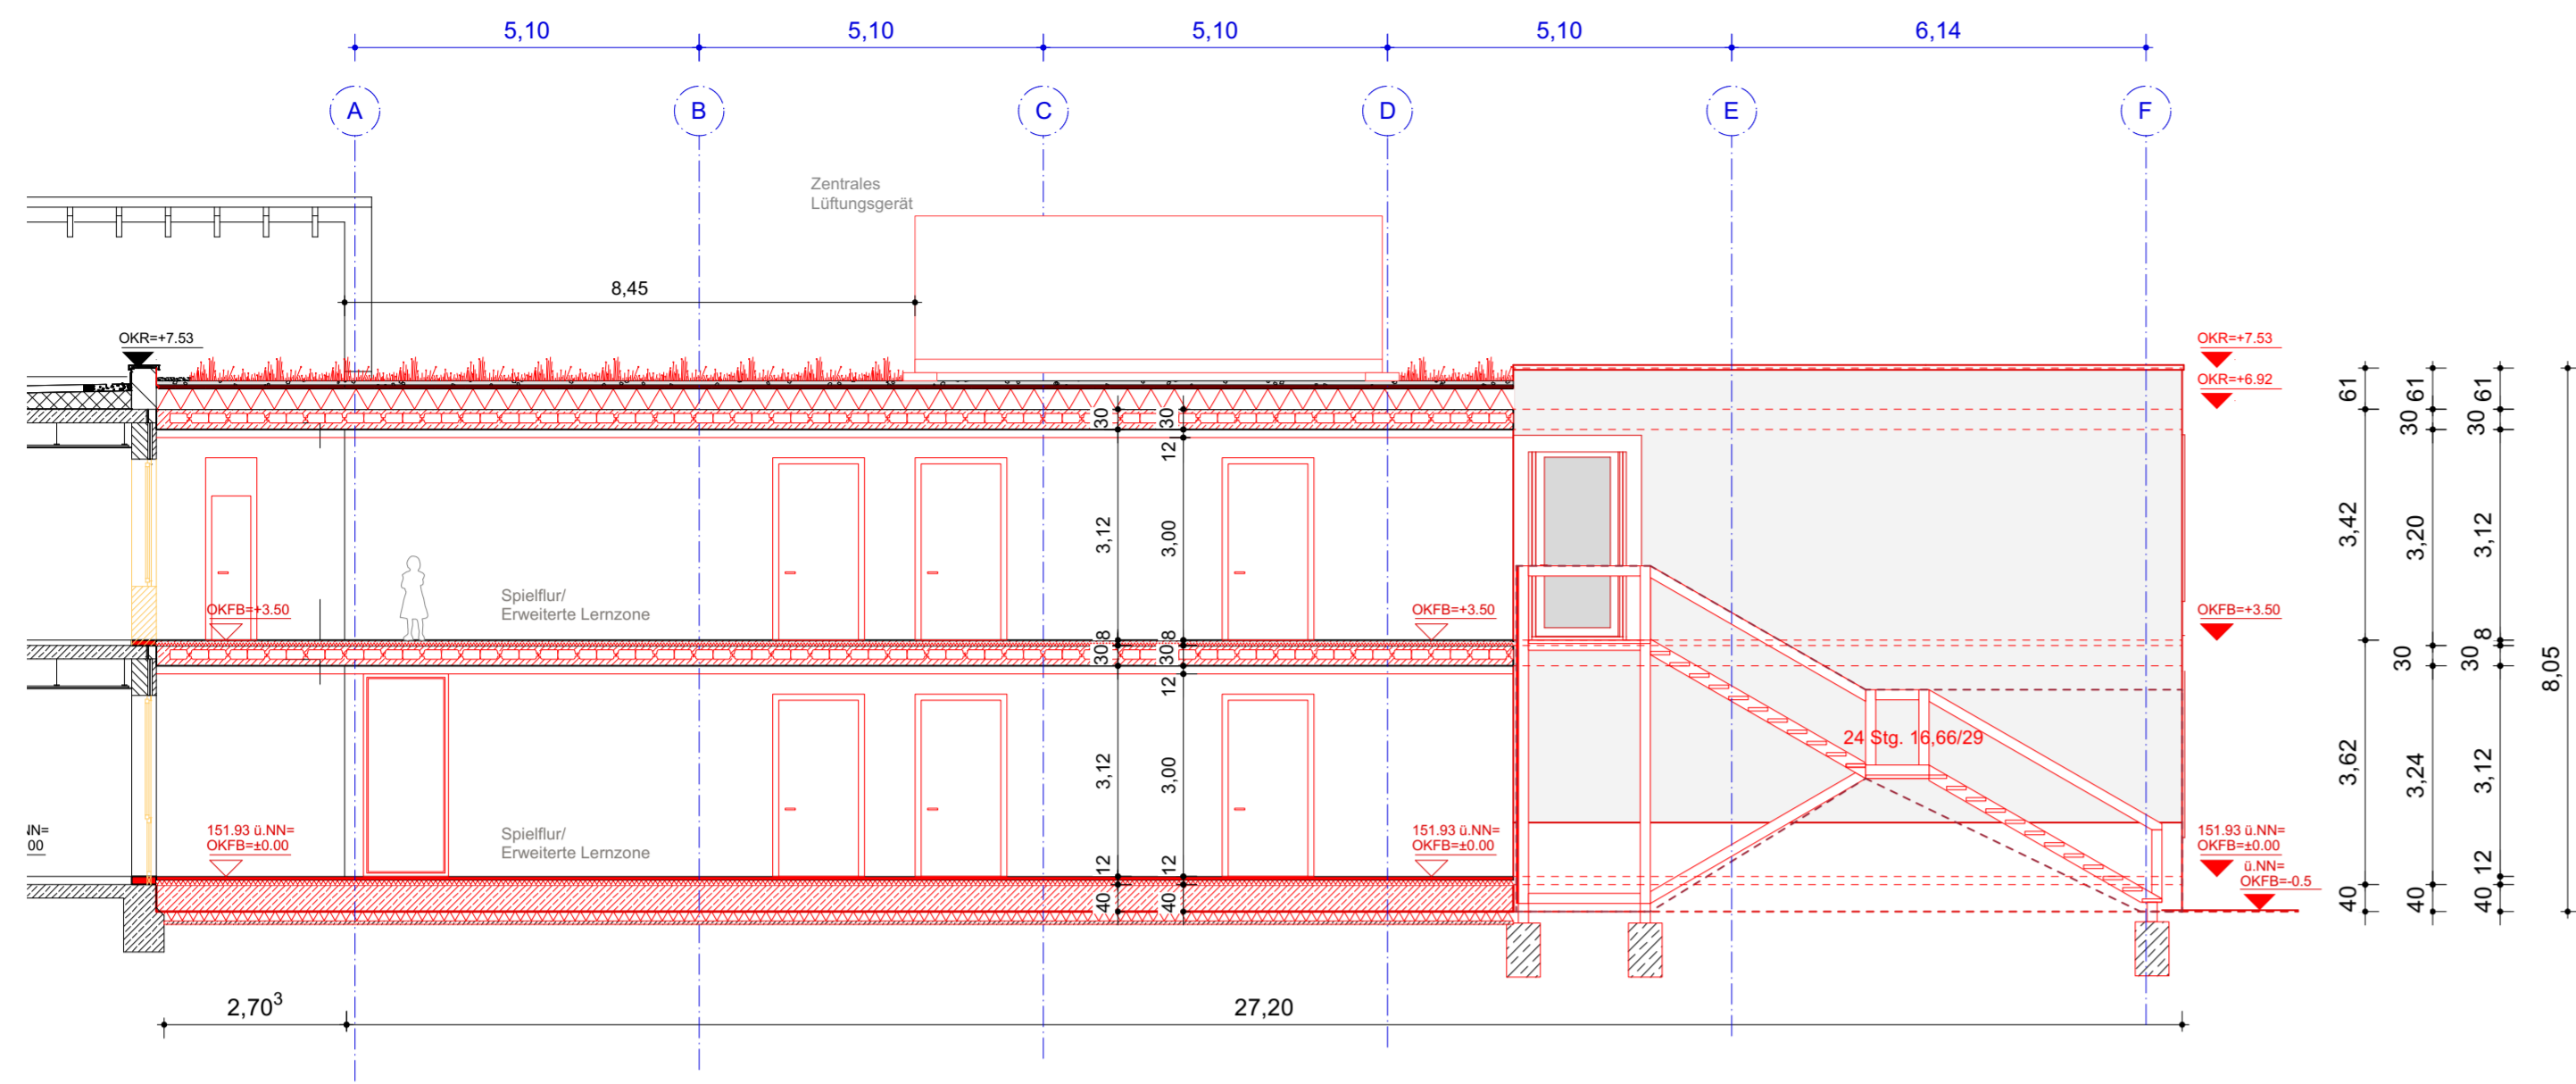 5,10
5,10
5,10
5,10
6,14
A
B
C
D
E
F
Zentrales
Lüftungsgerät
8,45
OKR=+7.53
OKR=+7.53
OKR=+6.92
61
30 61
30 61
30
30
12
3,12
3,00
3,42
3,20
3,12
Spielflur/
Erweiterte Lernzone
OKFB=+3.50
OKFB=+3.50
OKFB=+3.50
30 8
30 8
30
30 8
8,05
12
24 Stg. 16,66/29
3,12
3,00
3,62
3,24
3,12
Spielflur/
Erweiterte Lernzone
NN=
00
151.93 ü.NN=
OKFB=±0.00
151.93 ü.NN=
OKFB=±0.00
151.93 ü.NN=
OKFB=±0.00
ü.NN=
OKFB=-0.5
40 12
40 12
40
40
40 12
2,70³
27,20